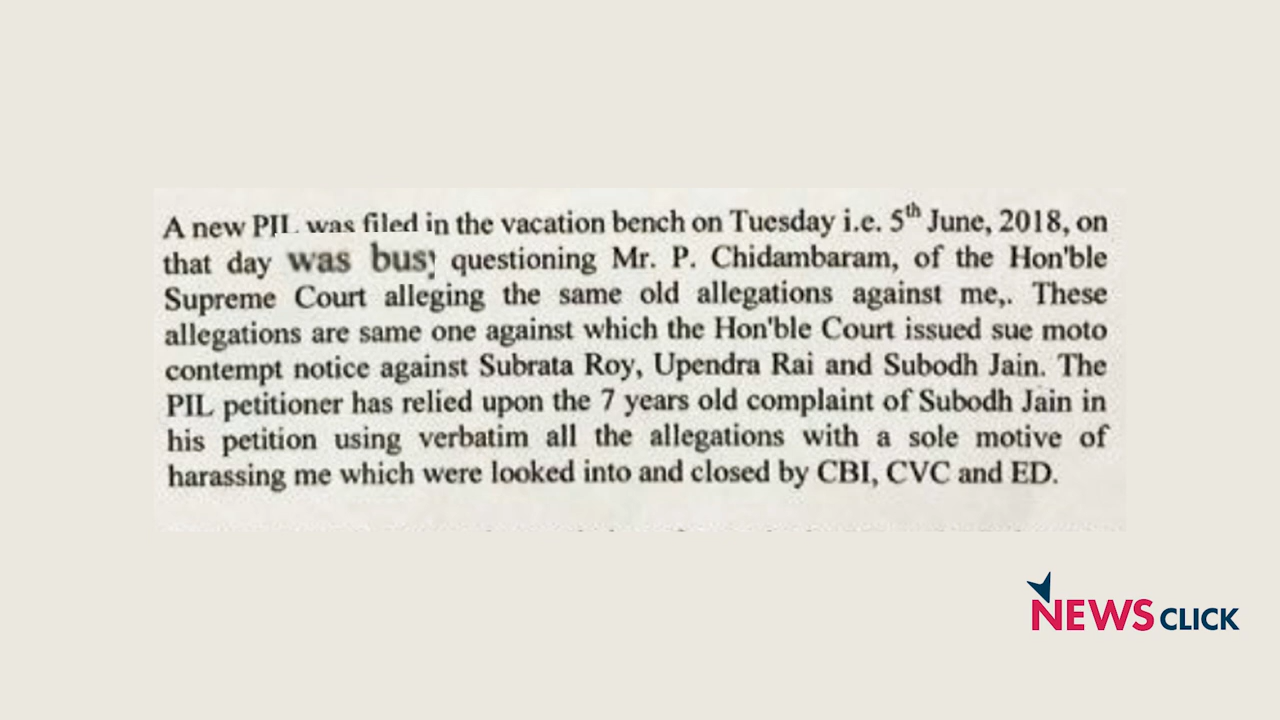 A new PIL was filed in the vacation bench on Tuesday i.e. 5th June, 2018, on
that day was busy questioning Mr. P. Chidambaram, of the Hon'ble
Supreme Court alleging the same old allegations against me,. These
allegations are same one against which the Hon'ble Court issued sue moto
contempt notice against Subrata Roy, Upendra Rai and Subodh Jain. The
PIL petitioner has relied upon the 7 years old complaint of Subodh Jain in
his petition using verbatim all the allegations with a sole motive of
harassing me which were looked into and closed by CBI, CVC and ED.
NEWSCLICK